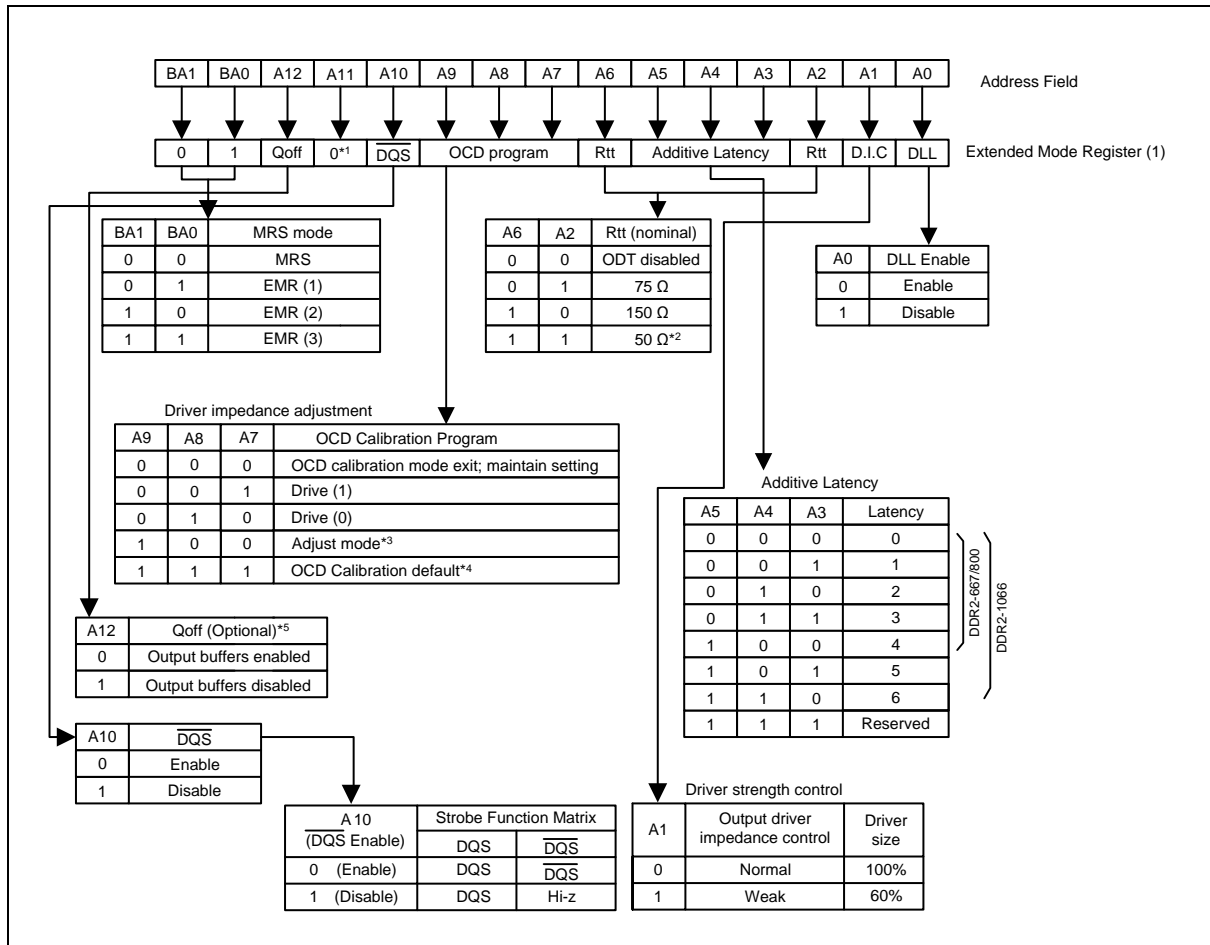 BA1 BA0 A12 A11 A10 A9 A8 A7 A6 A5 A4 A3 A2 A1 A0 Address Field
0 1 Qoff 0*1 D̅Q̅S̅ OCD program Rtt Additive Latency Rtt D.I.C DLL Extended Mode Register (1)
BA1 BA0 MRS mode
0 0 MRS
0 1 EMR (1)
1 0 EMR (2)
1 1 EMR (3)
A6 A2 Rtt (nominal)
0 0 ODT disabled
0 1 75 Ω
1 0 150 Ω
1 1 50 Ω*2
A0 DLL Enable
0 Enable
1 Disable
Driver impedance adjustment
A9 A8 A7 OCD Calibration Program
0 0 0 OCD calibration mode exit; maintain setting
0 0 1 Drive (1)
0 1 0 Drive (0)
1 0 0 Adjust mode*3
1 1 1 OCD Calibration default*4
Additive Latency
A5 A4 A3 Latency
0 0 0 0
0 0 1 1
0 1 0 2
0 1 1 3
1 0 0 4
1 0 1 5
1 1 0 6
1 1 1 Reserved
DDR2-667/800
DDR2-1066
A12 Qoff (Optional)*5
0 Output buffers enabled
1 Output buffers disabled
A10 D̅Q̅S̅
0 Enable
1 Disable
A 10
(D̅Q̅S̅ Enable)
Strobe Function Matrix
DQS D̅Q̅S̅
0 (Enable) DQS D̅Q̅S̅
1 (Disable) DQS Hi-z
Driver strength control
A1
Output driver
impedance control
Driver
size
0 Normal 100%
1 Weak 60%